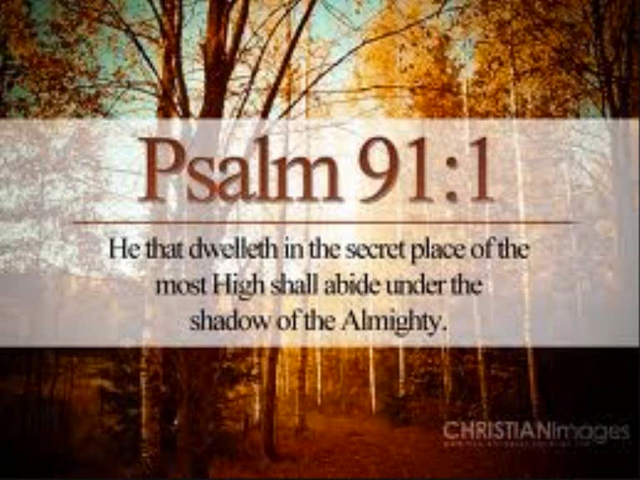 Psalm 91:1
He that dwelleth in the secret place of the
most High shall abide under the
shadow of the Almighty.
CHRISTIANImages